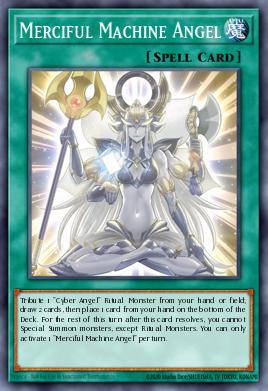 MERCIFUL MACHINE ANGEL 魔
[SPELL CARD]
Tribute 1 "Cyber Angel" Ritual Monster from your hand or field;
draw 2 cards, then place 1 card from your hand on the bottom of the
Deck. For the rest of this turn after this card resolves, you cannot
Special Summon monsters, except Ritual Monsters. You can only
activate 1 "Merciful Machine Angel" per turn.